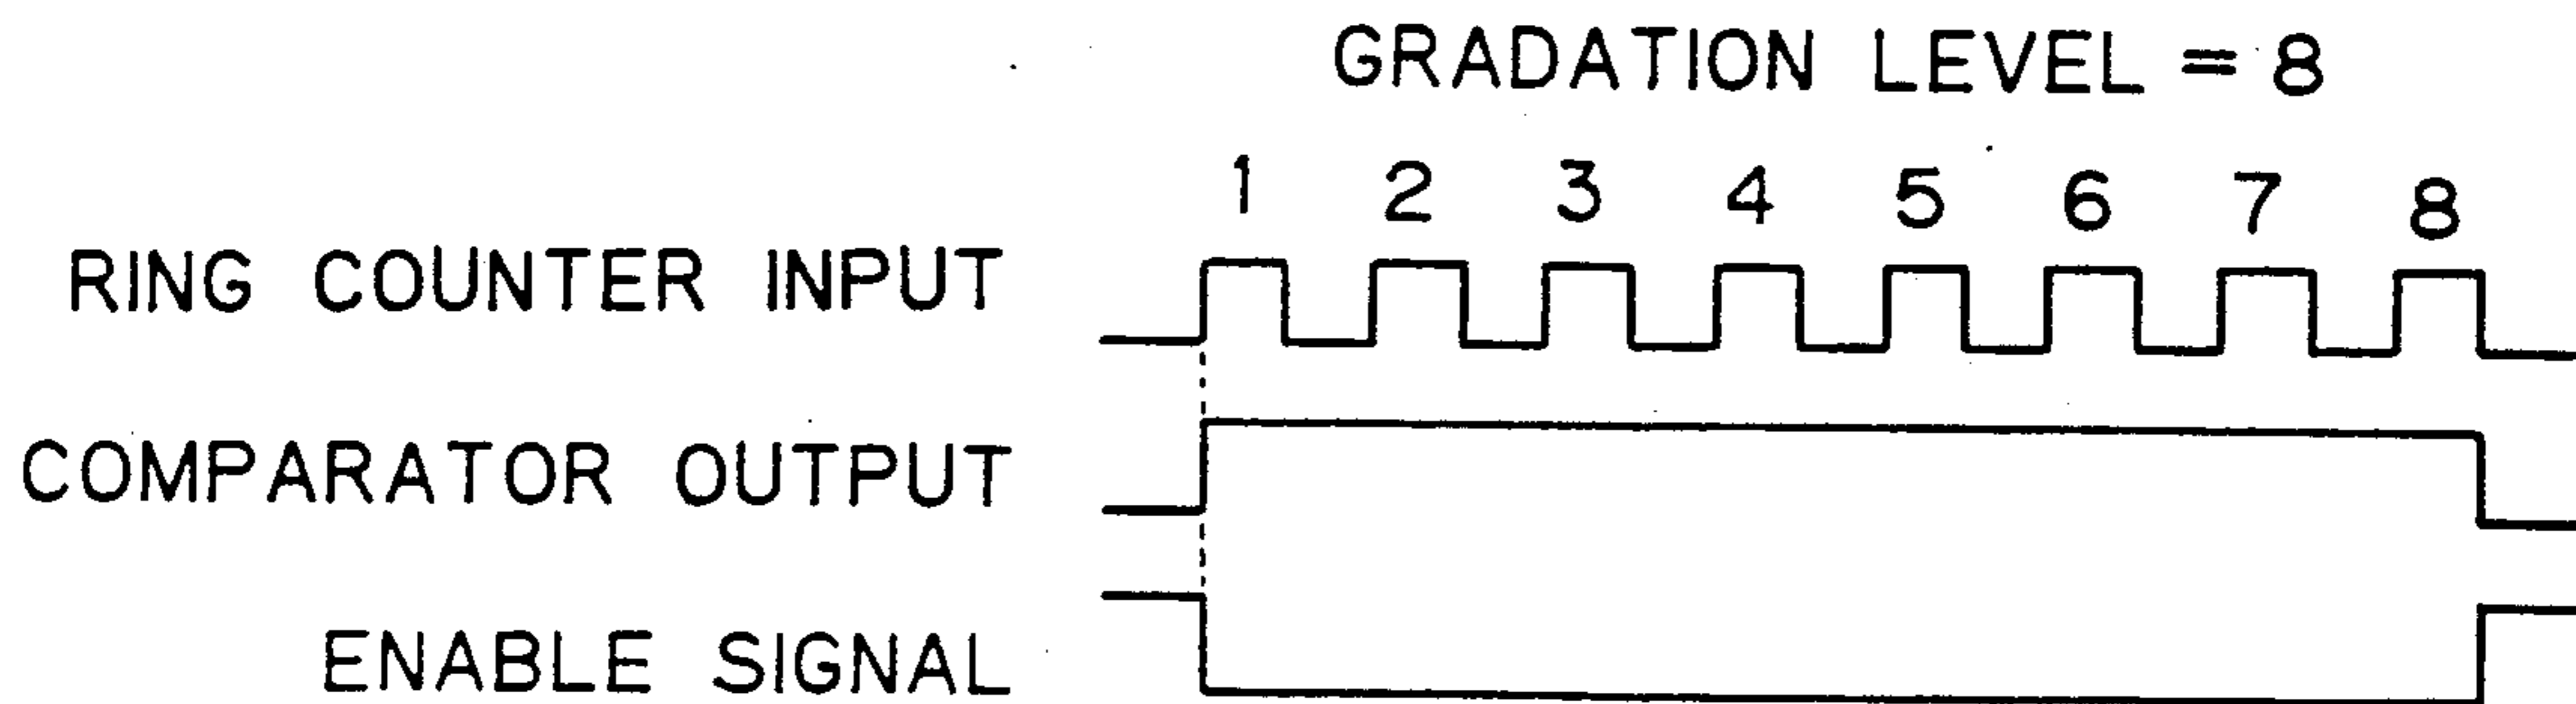 GRADATION LEVEL = 8
1 2 3 4 5 6 7 8
RING COUNTER INPUT
COMPARATOR OUTPUT
ENABLE SIGNAL